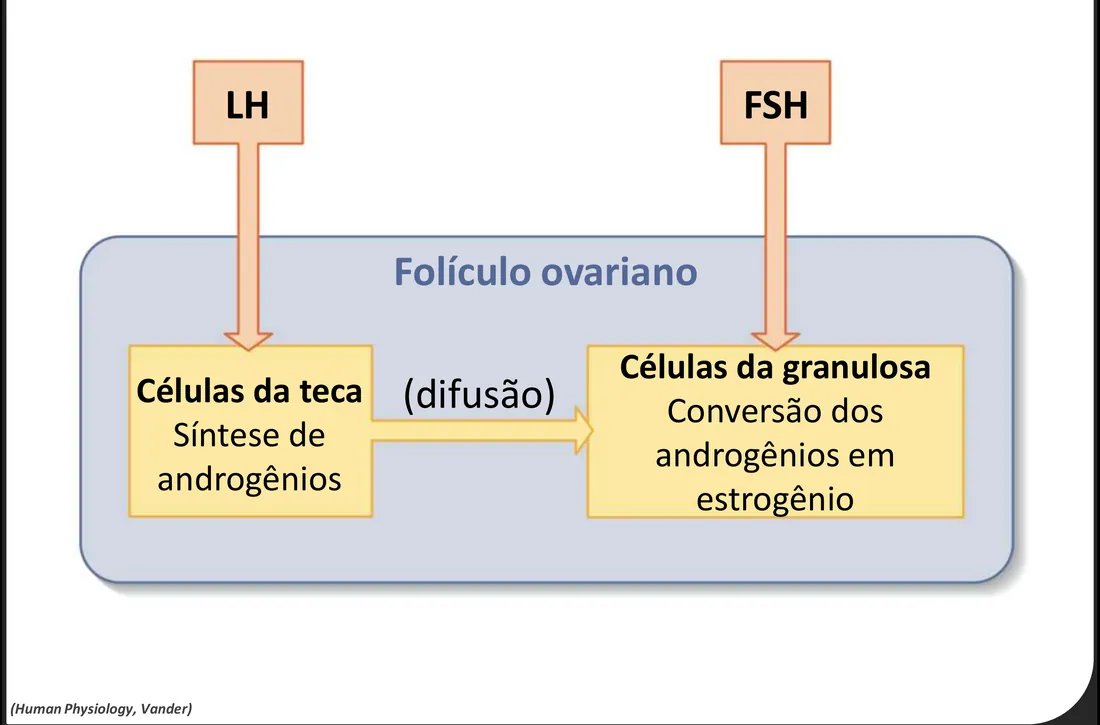 LH
FSH
Folículo ovariano
Células da teca
Síntese de
androgênios
(difusão)
Células da granulosa
Conversão dos
androgênios em
estrogênio
(Human Physiology, Vander)